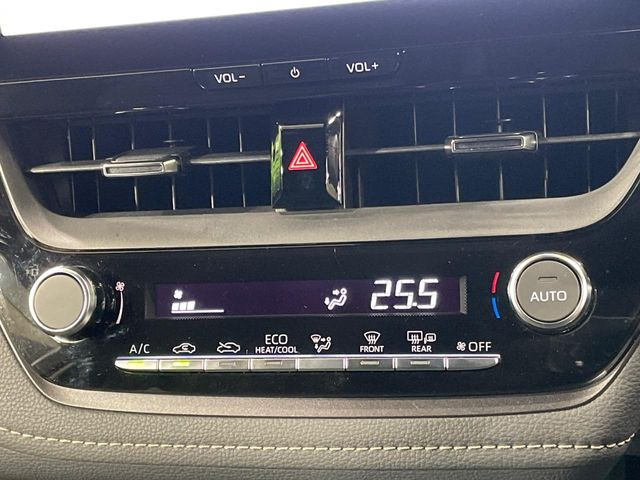 VOL− VOL+
25.5
AUTO
A/C ECO HEAT/COOL FRONT REAR OFF